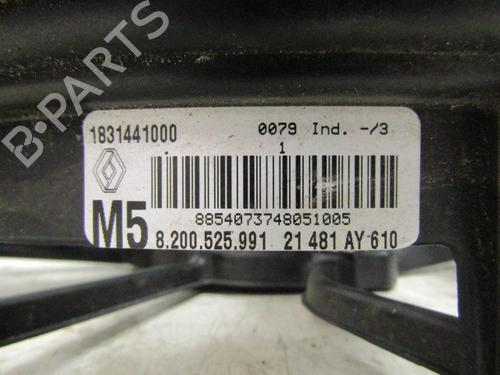 B-PARTS
1831441000 0079 Ind. -/3
1
8854073748051005
M5 8.200.525.991 21 481 AY 610